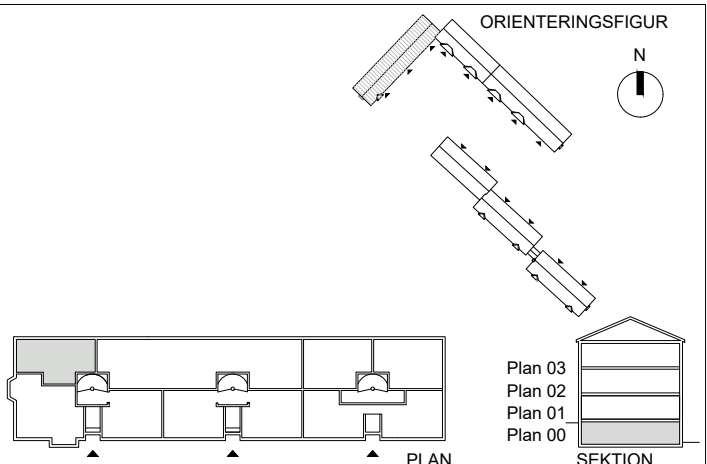 ORIENTERINGSFIGUR
N
Plan 03
Plan 02
Plan 01
Plan 00
PLAN
SEKTION